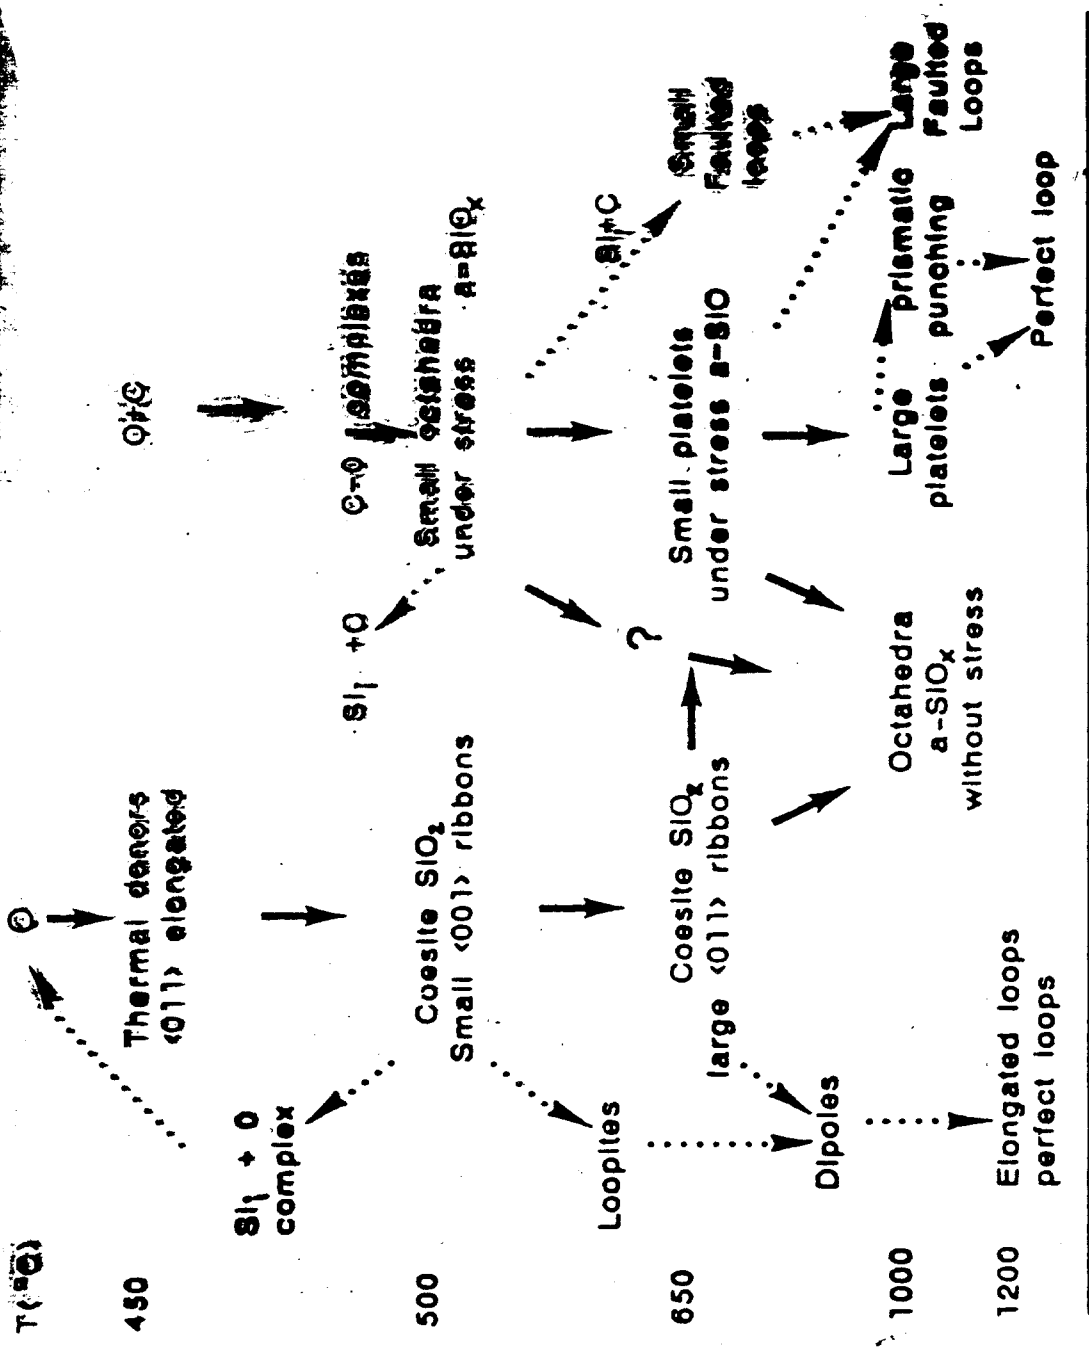 T(°C)
O
O+C
450
Thermal donors
<011> elongated
Si_i + O
complex
Si_i +O
C-O complexes
500
Coesite SiO₂
Small <001> ribbons
Small octahedra
under stress a=SiOₓ
Si_i+C
Loopites
?
650
Coesite SiO₂
large <011> ribbons
Small platelets
under stress a-SiO
Small
Faulted
loops
Dipoles
1000
Octahedra
a-SiOₓ
without stress
Large
platelets
prismatic
punching
Large
Faulted
Loops
1200
Elongated loops
perfect loops
Perfect loop